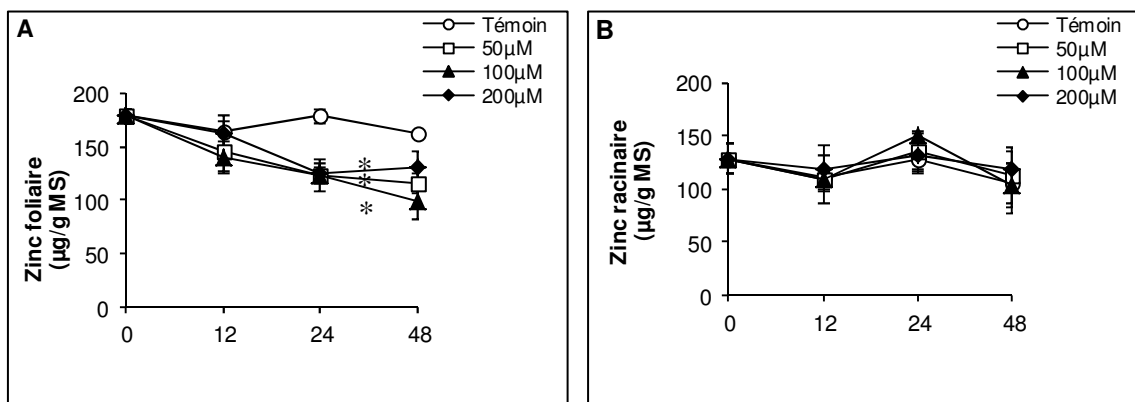 A
Témoin
50µM
100µM
200µM
Zinc foliaire
(µg/g MS)
200
150
100
50
0
*
*
*
0 12 24 48
B
Témoin
50µM
100µM
200µM
Zinc racinaire
(µg/g MS)
200
150
100
50
0
0 12 24 48